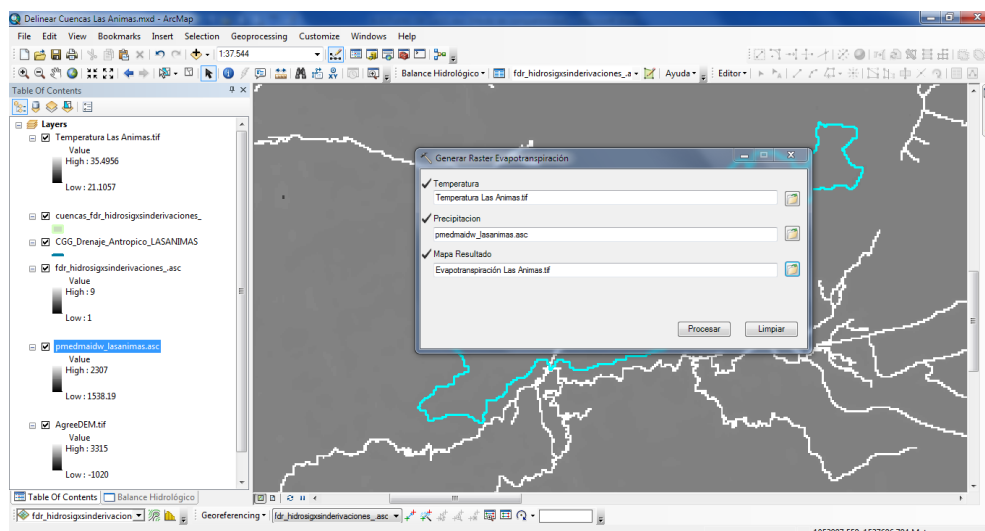 Delinear Cuencas Las Animas.mxd - ArcMap
File Edit View Bookmarks Insert Selection Geoprocessing Customize Windows Help
1:37.544
Balance Hidrológico
fdr_hidrosigxsinderivaciones_.a
Ayuda
Editor
Table Of Contents
Layers
Temperatura Las Animas.tif
Value
High : 35.4956
Low : 21.1057
cuencas_fdr_hidrosigxsinderivaciones_
CGG_Drenaje_Antropico_LASANIMAS
fdr_hidrosigxsinderivaciones_.asc
Value
High : 9
Low : 1
pmedmaidw_lasanimas.asc
Value
High : 2307
Low : 1538.19
AgreeDEM.tif
Value
High : 3315
Low : -1020
Generar Raster Evapotranspiración
Temperatura
Temperatura Las Animas.tif
Precipitacion
pmedmaidw_lasanimas.asc
Mapa Resultado
Evapotranspiración Las Animas.tif
Procesar Limpiar
Table Of Contents Balance Hidrológico
fdr_hidrosigxsinderivacion
Georeferencing
fdr_hidrosigxsinderivaciones_.asc